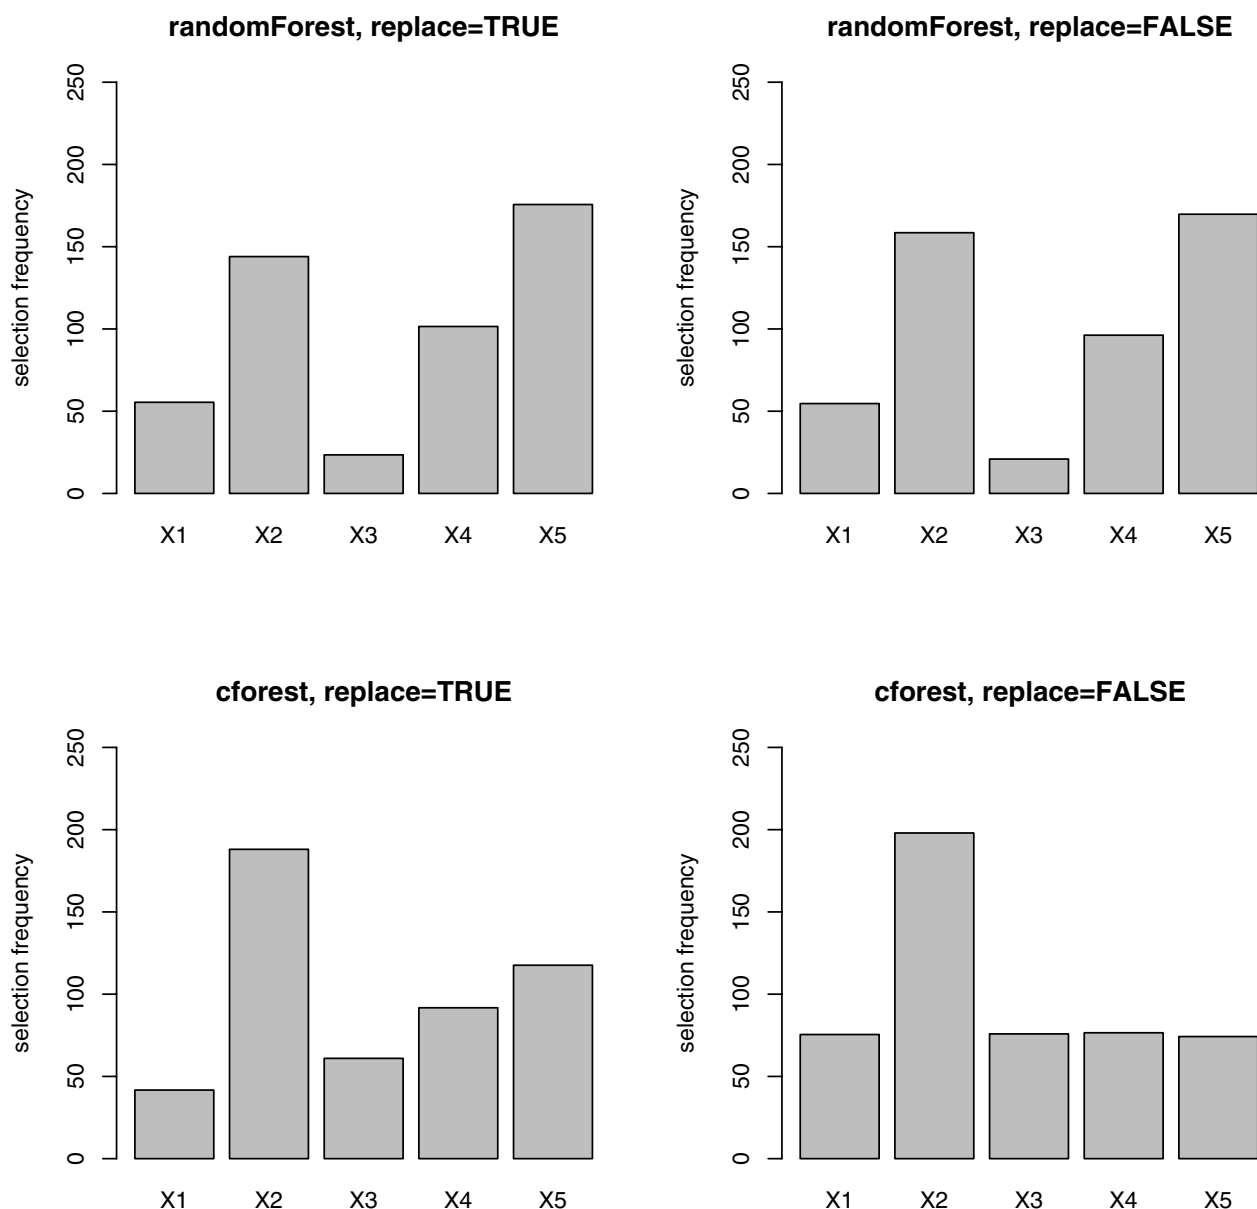 randomForest, replace=TRUE
250
200
150
100
50
0
selection frequency
X1 X2 X3 X4 X5
randomForest, replace=FALSE
250
200
150
100
50
0
selection frequency
X1 X2 X3 X4 X5
cforest, replace=TRUE
250
200
150
100
50
0
selection frequency
X1 X2 X3 X4 X5
cforest, replace=FALSE
250
200
150
100
50
0
selection frequency
X1 X2 X3 X4 X5